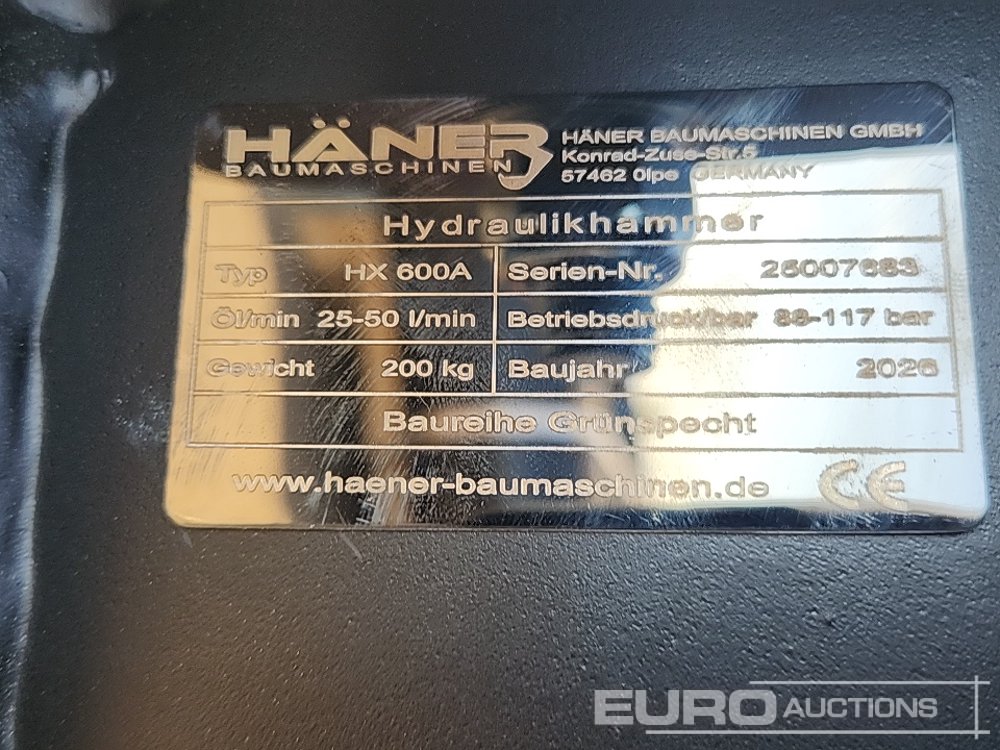 HÄNER
BAUMASCHINEN
HÄNER BAUMASCHINEN GMBH
Konrad-Zuse-Str.5
57462 Olpe GERMANY
Hydraulikhammer
Typ HX 600A
Serien-Nr. 25007683
Öl/min 25-50 l/min
Betriebsdruck/bar 88-117 bar
Gewicht 200 kg
Baujahr 2026
Baureihe Grünspecht
www.haener-baumaschinen.de
CE
EURO AUCTIONS